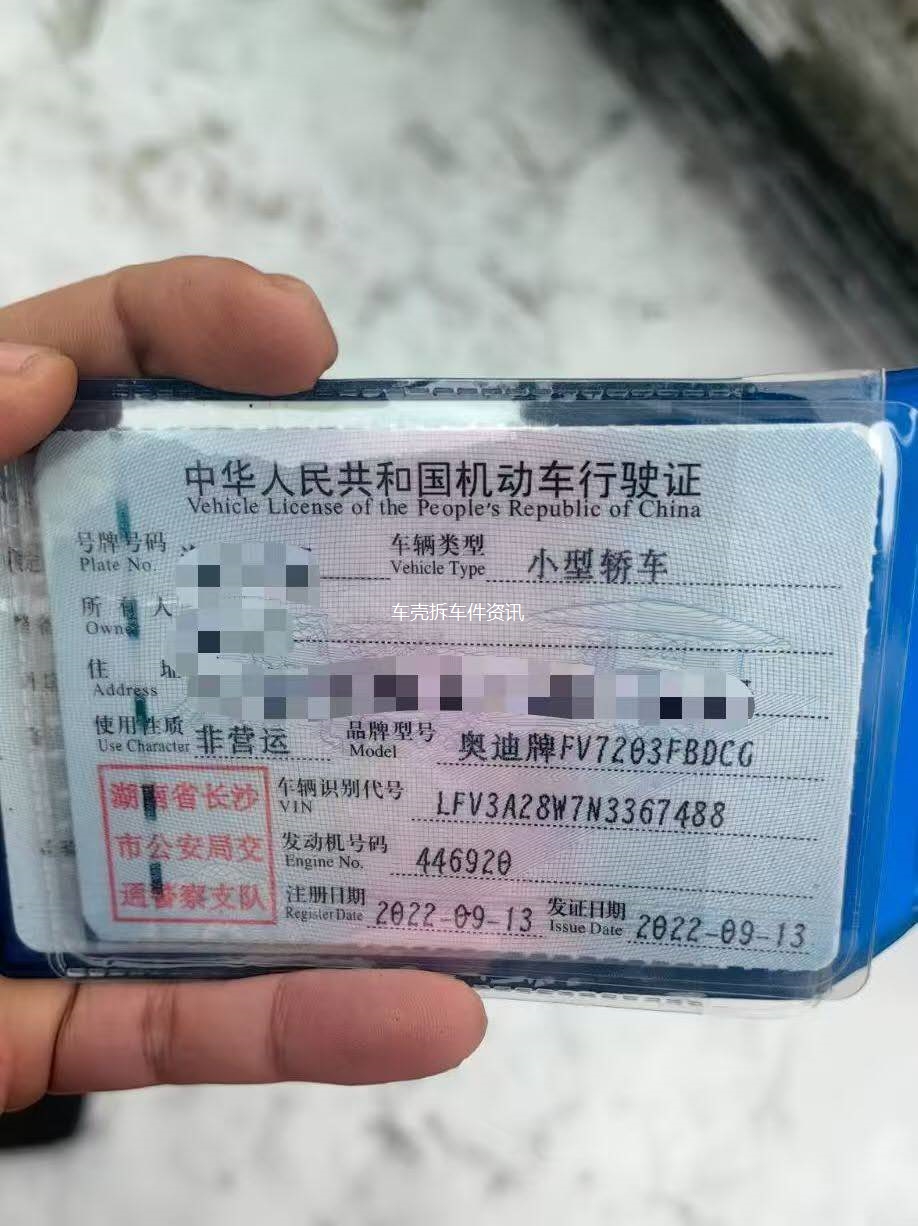 中华人民共和国机动车行驶证
Vehicle License of the People's Republic of China
号牌号码
Plate No.
车辆类型
Vehicle Type
小型轿车
所有人
Owner
车壳拆车件资讯
住址
Address
使用性质
Use Character
非营运
品牌型号
Model
奥迪牌FV7203FBDCG
湖南省长沙
市公安局交
通警察支队
车辆识别代号
VIN
LFV3A28W7N3367488
发动机号码
Engine No.
446920
注册日期
Register Date
2022-09-13
发证日期
Issue Date
2022-09-13